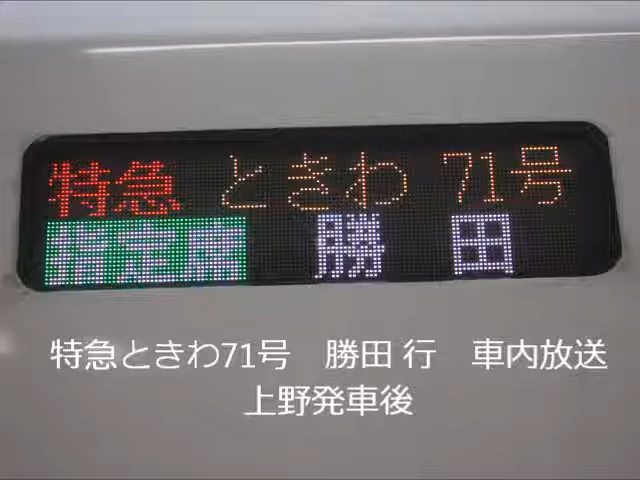 特急 ときわ 71号
指定席 勝田
特急ときわ71号 勝田 行 車内放送
上野発車後